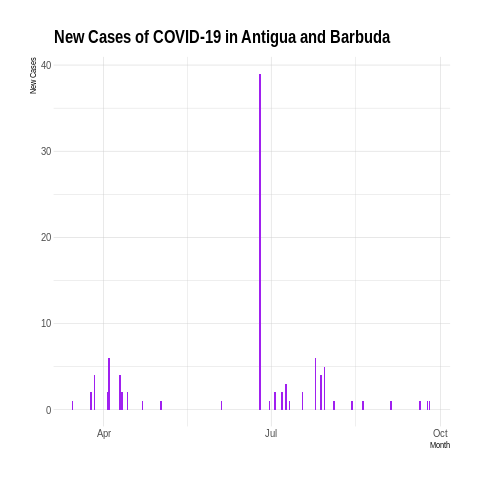 New Cases of COVID-19 in Antigua and Barbuda
New Cases
40
30
20
10
0
Apr
Jul
Oct
Month